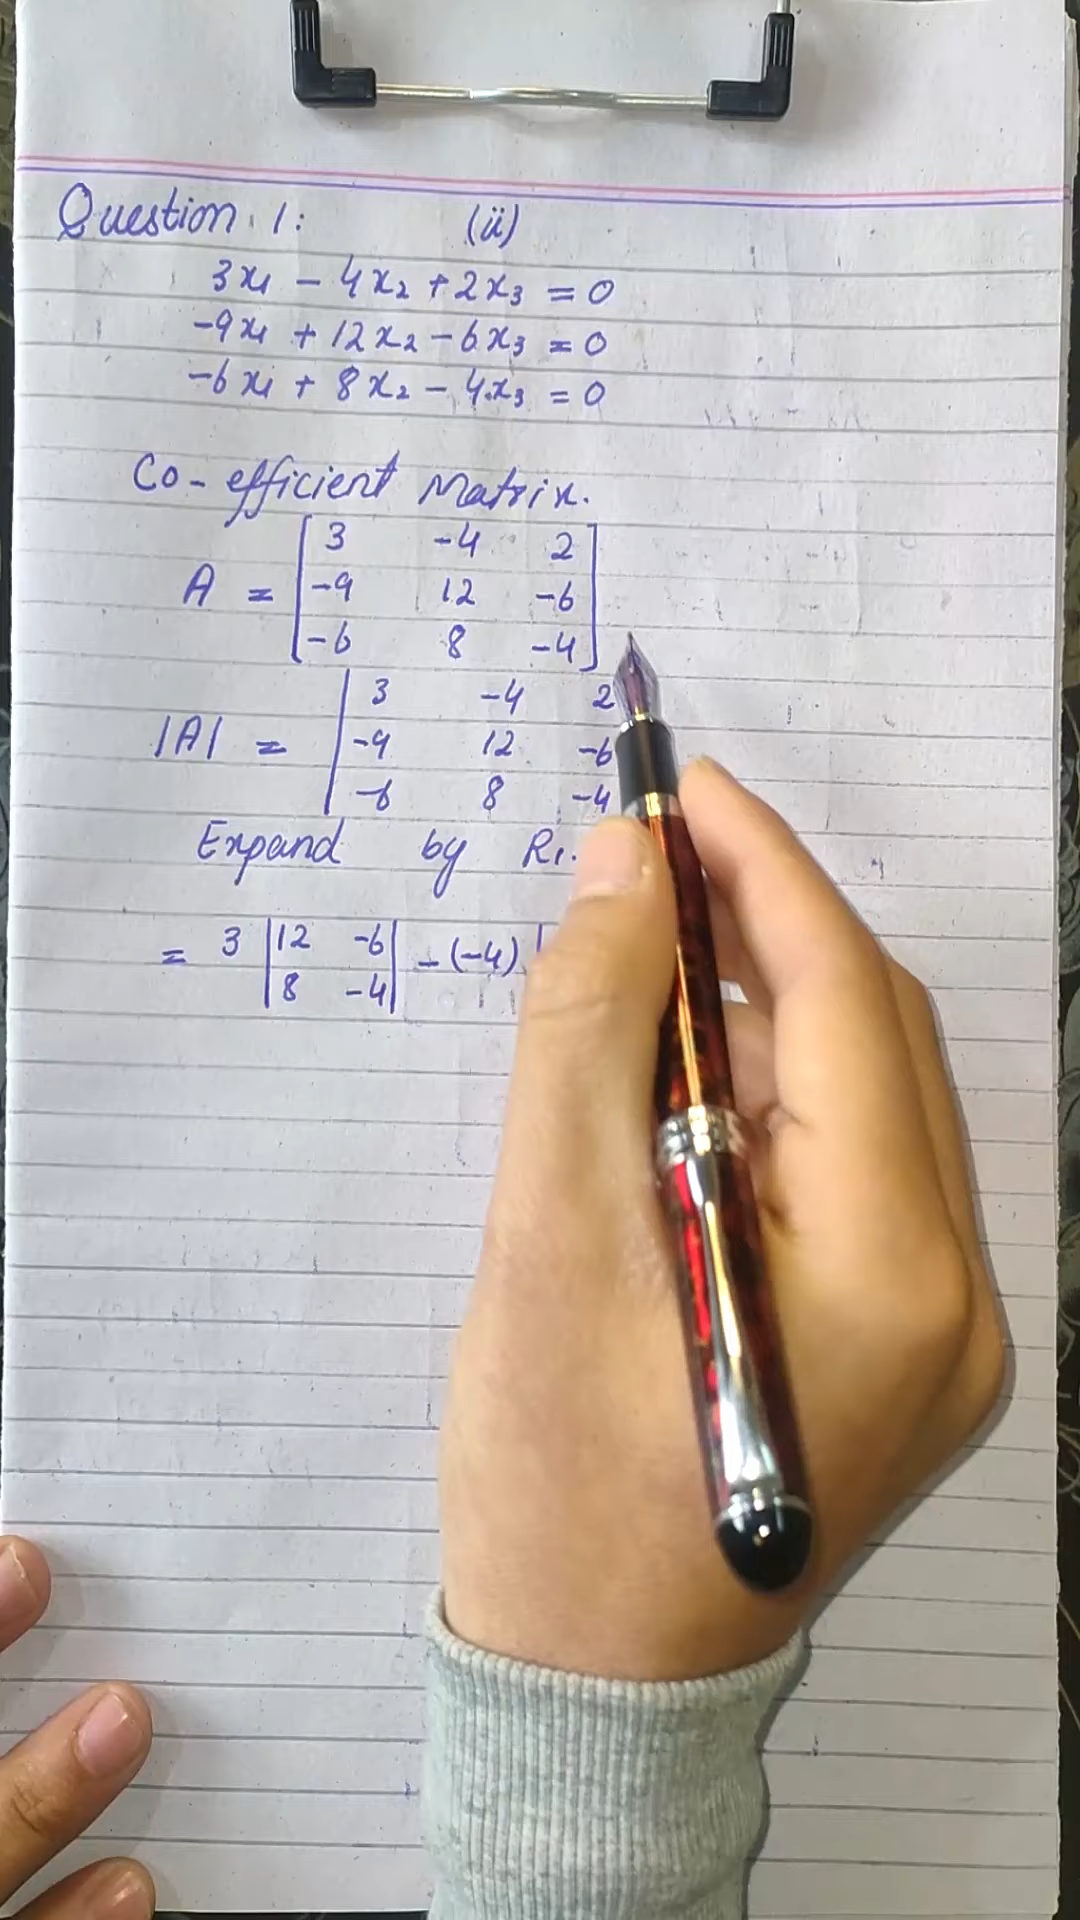 Question 1: (ii)
3x1 - 4x2 + 2x3 = 0
-9x1 + 12x2 - 6x3 = 0
-6x1 + 8x2 - 4x3 = 0
Co-efficient Matrix.
A = [3 -4 2]
[-9 12 -6]
[-6 8 -4]
|A| = | 3 -4 2
| -9 12 -6
| -6 8 -4
Expand by R1.
= 3 |12 -6| - (-4) |
|8 -4|